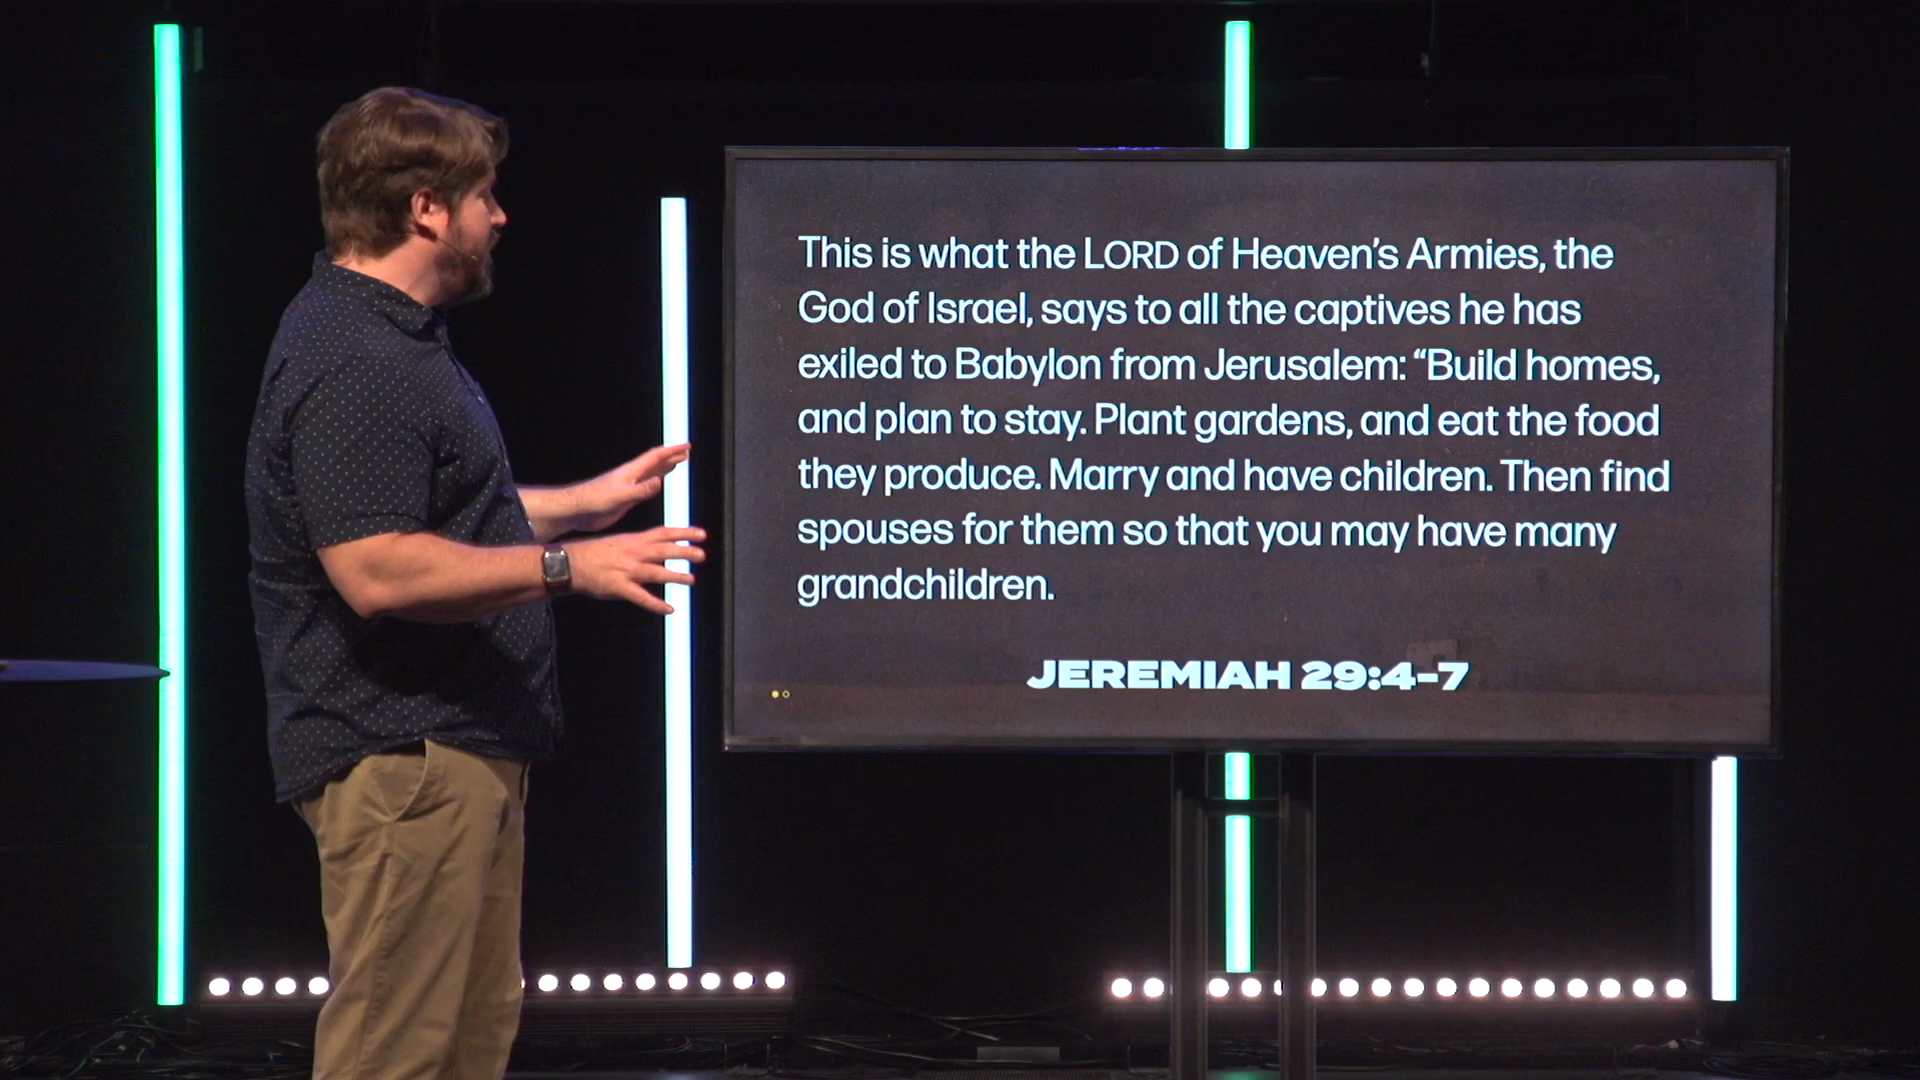 This is what the LORD of Heaven’s Armies, the
God of Israel, says to all the captives he has
exiled to Babylon from Jerusalem: “Build homes,
and plan to stay. Plant gardens, and eat the food
they produce. Marry and have children. Then find
spouses for them so that you may have many
grandchildren.
JEREMIAH 29:4–7